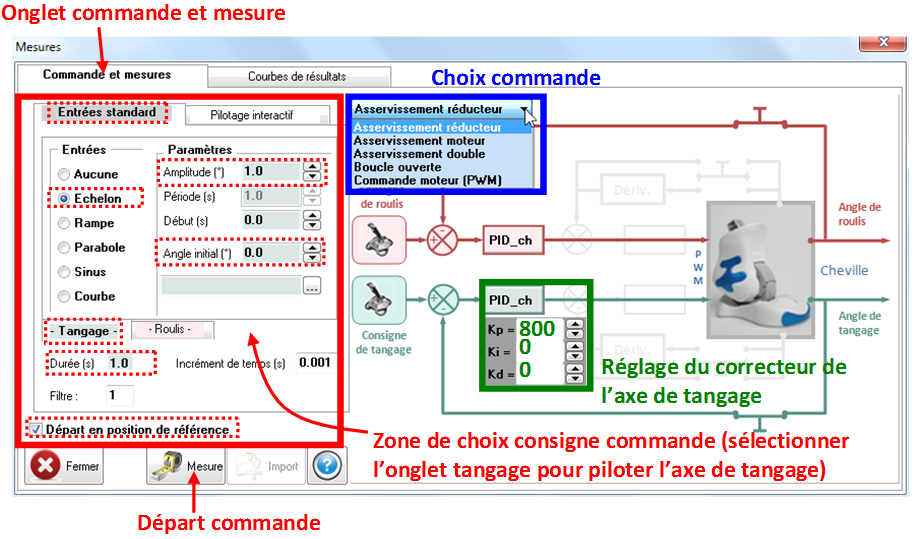 Onglet commande et mesure
Mesures
Commande et mesures
Courbes de résultats
Choix commande
Entrées standard
Pilotage interactif
Asservissement réducteur
Asservissement réducteur
Asservissement moteur
Asservissement double
Boucle ouverte
Commande moteur (PWM)
Entrées
Aucune
Echelon
Rampe
Parabole
Sinus
Courbe
Paramètres
Amplitude (°) 1.0
Période (s) 1.0
Début (s) 0.0
Angle initial (°) 0.0
...
- Tangage -
- Roulis -
Durée (s) 1.0
Incrément de temps (s) 0.001
Filtre : 1
Départ en position de référence
Fermer
Mesure
Import
?
de roulis
PID_ch
Dériv.
P
W
M
Cheville
Angle de
roulis
Consigne
de tangage
PID_ch
Kp = 800
Ki = 0
Kd = 0
Dériv.
Angle de
tangage
Réglage du correcteur de
l’axe de tangage
Zone de choix consigne commande (sélectionner
l’onglet tangage pour piloter l’axe de tangage)
Départ commande